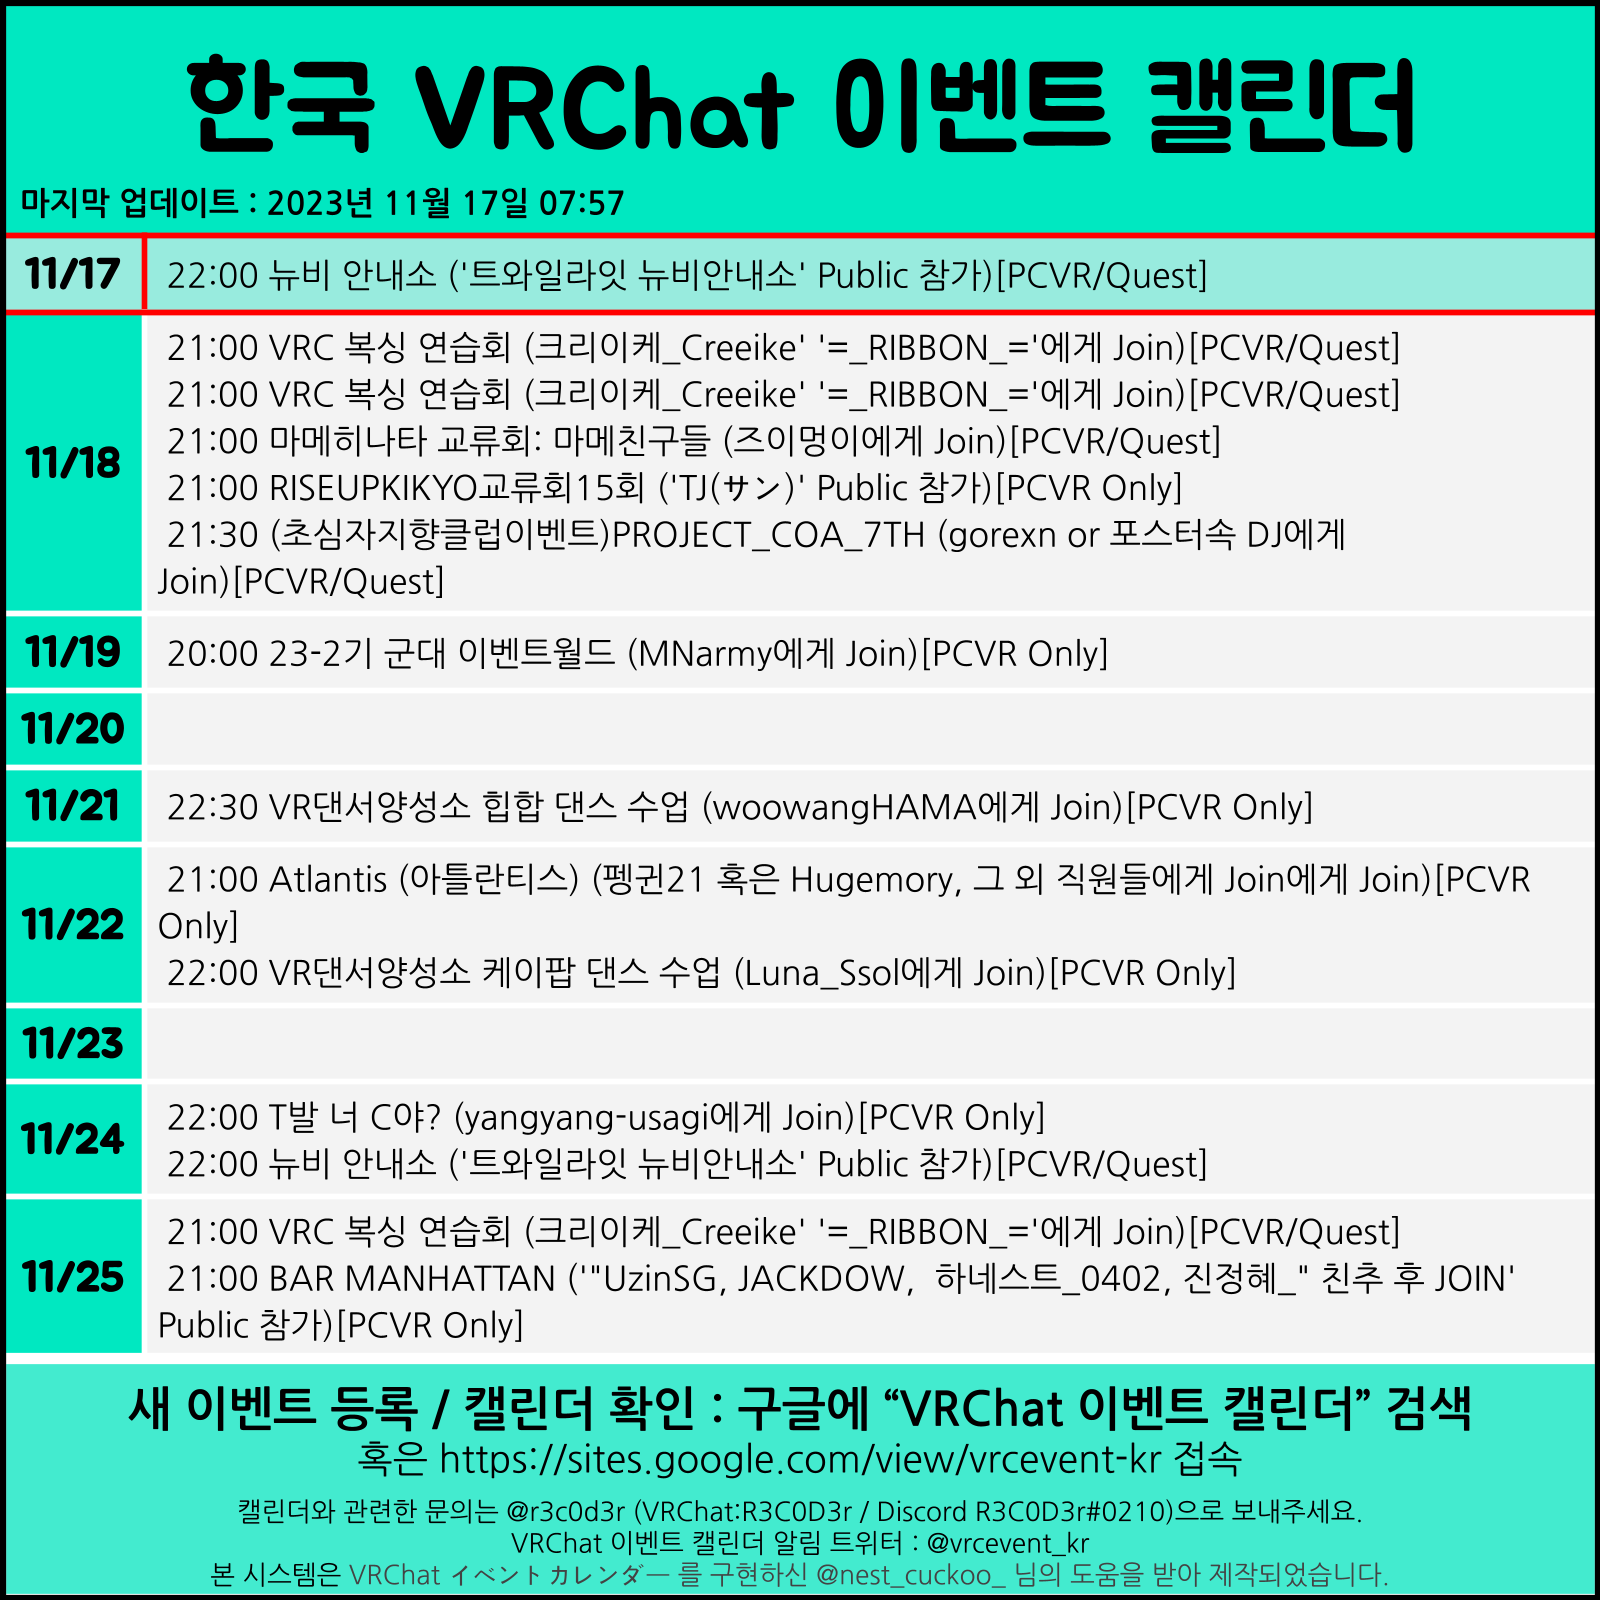 한국 VRChat 이벤트 캘린더
마지막 업데이트 : 2023년 11월 17일 07:57
11/17
22:00 뉴비 안내소 ('트와일라잇 뉴비안내소' Public 참가)[PCVR/Quest]
11/18
21:00 VRC 복싱 연습회 (크리이케_Creeike' '=_RIBBON_='에게 Join)[PCVR/Quest]
21:00 VRC 복싱 연습회 (크리이케_Creeike' '=_RIBBON_='에게 Join)[PCVR/Quest]
21:00 마메히나타 교류회: 마메친구들 (즈이멍이에게 Join)[PCVR/Quest]
21:00 RISEUPKIKYO교류회15회 ('TJ(サン)' Public 참가)[PCVR Only]
21:30 (초심자지향클럽이벤트)PROJECT_COA_7TH (gorexn or 포스터속 DJ에게
Join)[PCVR/Quest]
11/19
20:00 23-2기 군대 이벤트월드 (MNarmy에게 Join)[PCVR Only]
11/20
11/21
22:30 VR댄서양성소 힙합 댄스 수업 (woowangHAMA에게 Join)[PCVR Only]
11/22
21:00 Atlantis (아틀란티스) (펭귄21 혹은 Hugemory, 그 외 직원들에게 Join에게 Join)[PCVR
Only]
22:00 VR댄서양성소 케이팝 댄스 수업 (Luna_Ssol에게 Join)[PCVR Only]
11/23
11/24
22:00 T발 너 C야? (yangyang-usagi에게 Join)[PCVR Only]
22:00 뉴비 안내소 ('트와일라잇 뉴비안내소' Public 참가)[PCVR/Quest]
11/25
21:00 VRC 복싱 연습회 (크리이케_Creeike' '=_RIBBON_='에게 Join)[PCVR/Quest]
21:00 BAR MANHATTAN ('"UzinSG, JACKDOW,  하네스트_0402, 진정혜_" 친추 후 JOIN'
Public 참가)[PCVR Only]
새 이벤트 등록 / 캘린더 확인 : 구글에 “VRChat 이벤트 캘린더” 검색
혹은 https://sites.google.com/view/vrcevent-kr 접속
캘린더와 관련한 문의는 @r3c0d3r (VRChat:R3C0D3r / Discord R3C0D3r#0210)으로 보내주세요.
VRChat 이벤트 캘린더 알림 트위터 : @vrcevent_kr
본 시스템은 VRChat イベントカレンダー 를 구현하신 @nest_cuckoo_ 님의 도움을 받아 제작되었습니다.